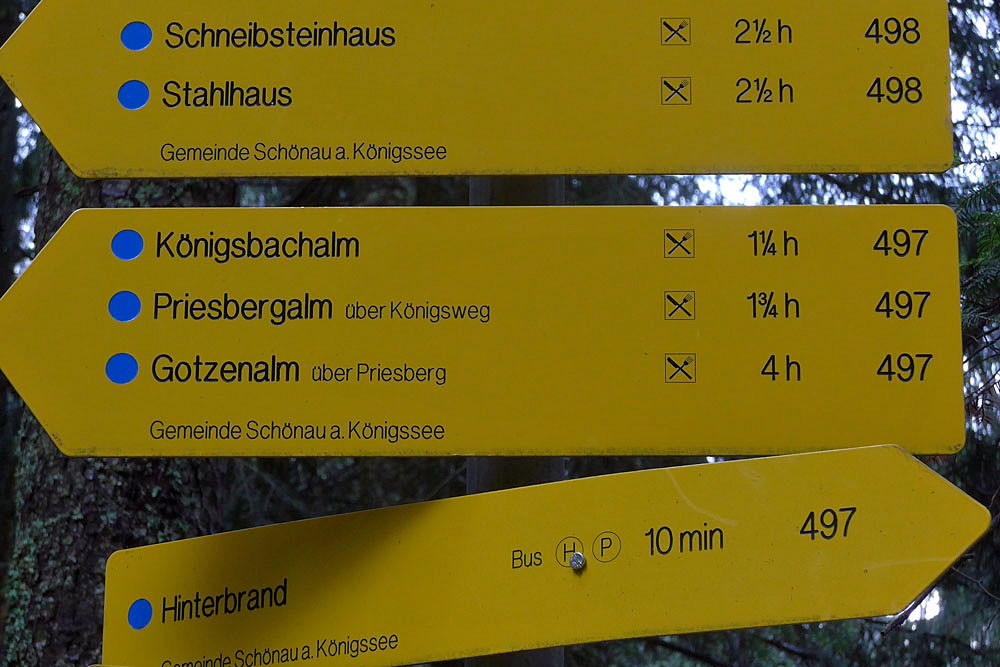 Schneibsteinhaus 2½ h 498
Stahlhaus 2½ h 498
Gemeinde Schönau a. Königssee
Königsbachalm 1¼ h 497
Priesbergalm über Königsweg 1¾ h 497
Gotzenalm über Priesberg 4 h 497
Gemeinde Schönau a. Königssee
Hinterbrand Bus H P 10 min 497
Gemeinde Schönau a. Königssee